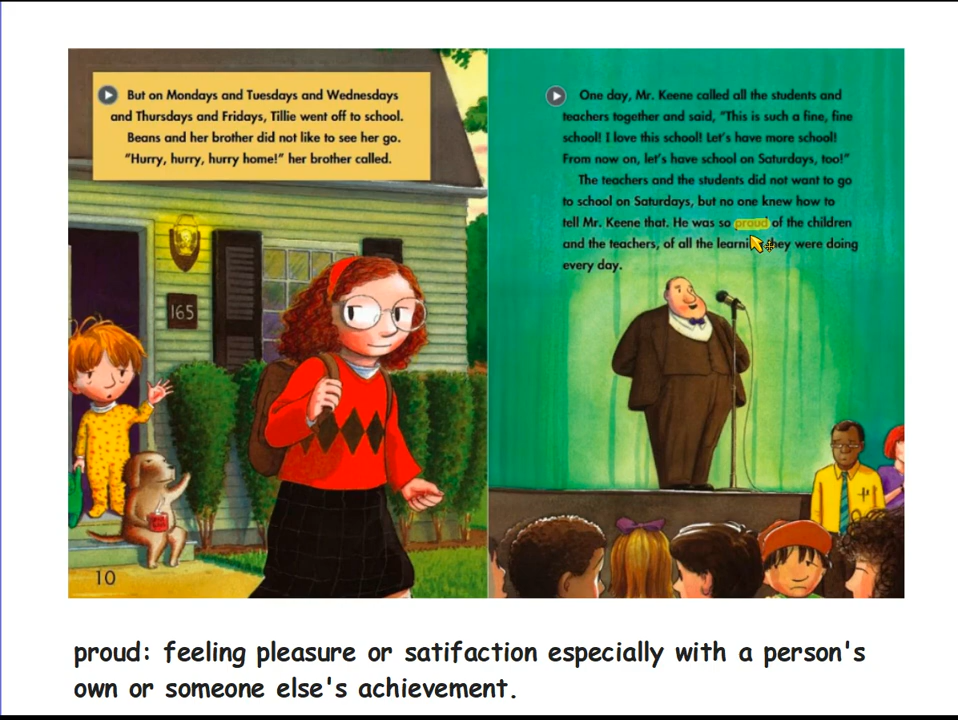 But on Mondays and Tuesdays and Wednesdays
and Thursdays and Fridays, Tillie went off to school.
Beans and her brother did not like to see her go.
"Hurry, hurry, hurry home!" her brother called.
165
10
One day, Mr. Keene called all the students and
teachers together and said, "This is such a fine, fine
school! I love this school! Let's have more school!
From now on, let's have school on Saturdays, too!"
The teachers and the students did not want to go
to school on Saturdays, but no one knew how to
tell Mr. Keene that. He was so proud of the children
and the teachers, of all the they were doing
every day.
proud: feeling pleasure or satifaction especially with a person's
own or someone else's achievement.